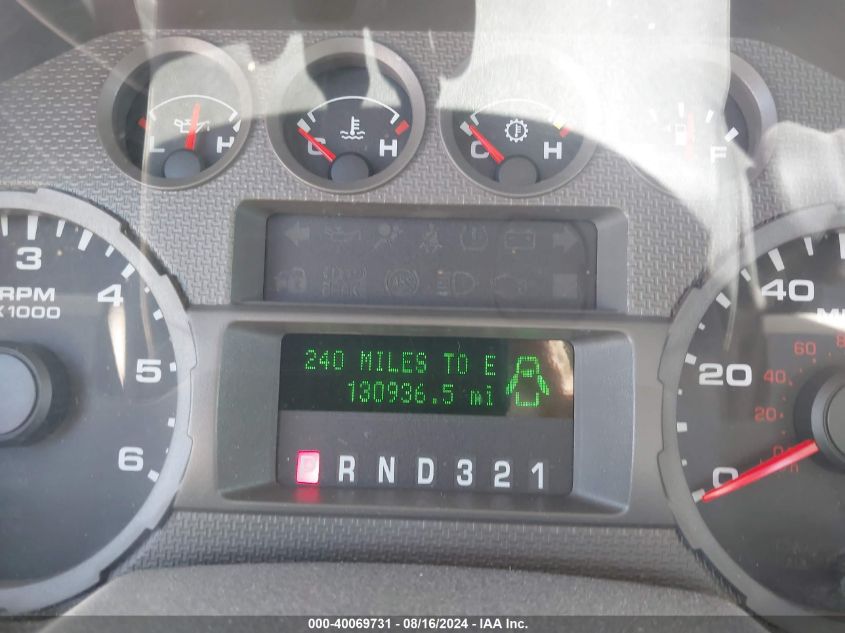 L H
C H
C H
F
3
4
5
6
RPM
X1000
ABS
240 MILES TO E
130936.5 mi
P R N D 3 2 1
40
20
0
60
40
20
000-40069731 - 08/16/2024 - IAA Inc.